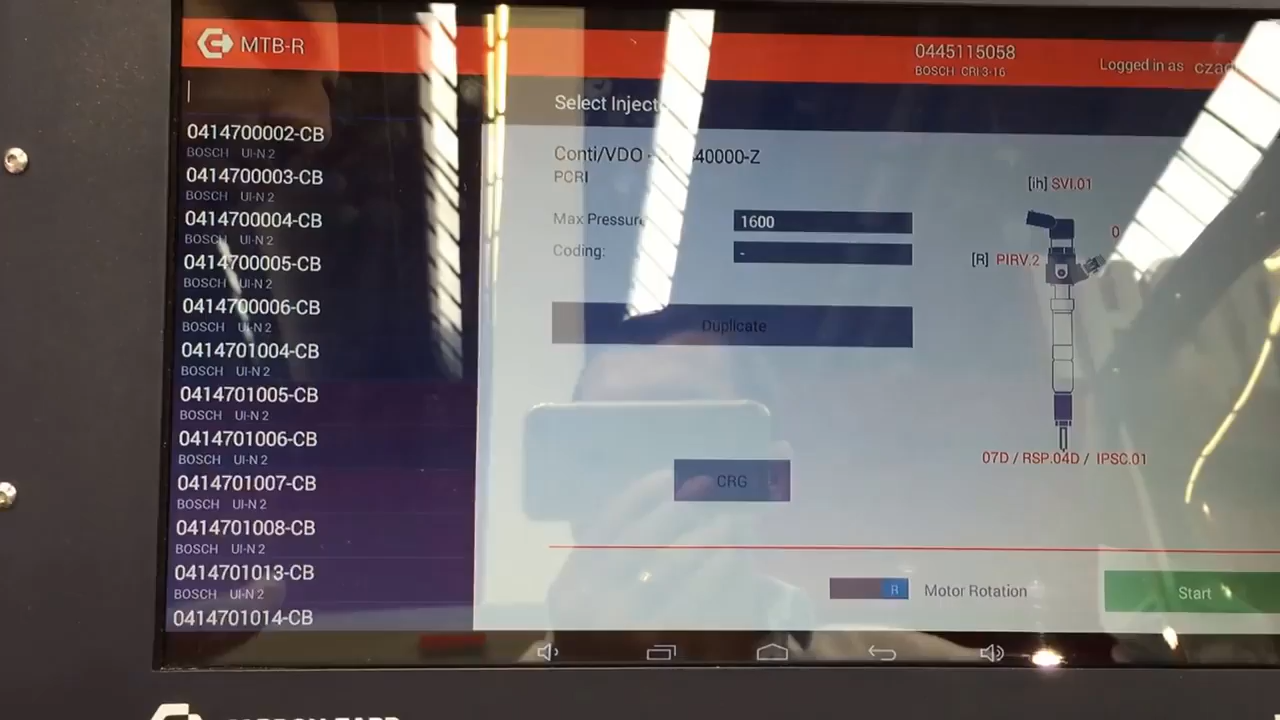 MTB-R
0445115058
BOSCH CRI 3-16
Logged in as
Select
0414700002-CB
BOSCH UI-N 2
0414700003-CB
BOSCH UI-N 2
0414700004-CB
BOSCH UI-N 2
0414700005-CB
BOSCH UI-N 2
0414700006-CB
BOSCH UI-N 2
0414701004-CB
BOSCH UI-N 2
0414701005-CB
BOSCH UI-N 2
0414701006-CB
BOSCH UI-N 2
0414701007-CB
BOSCH UI-N 2
0414701008-CB
BOSCH UI-N 2
0414701013-CB
BOSCH UI-N 2
0414701014-CB
Conti/VDO - 40000-Z
PCRI
Max Pressure
1600
Coding:
-
Duplicate
CRG
[ih] SVI.01
0
[R] PIRV.2
07D / RSP.04D / IPSC.01
R
Motor Rotation
Start